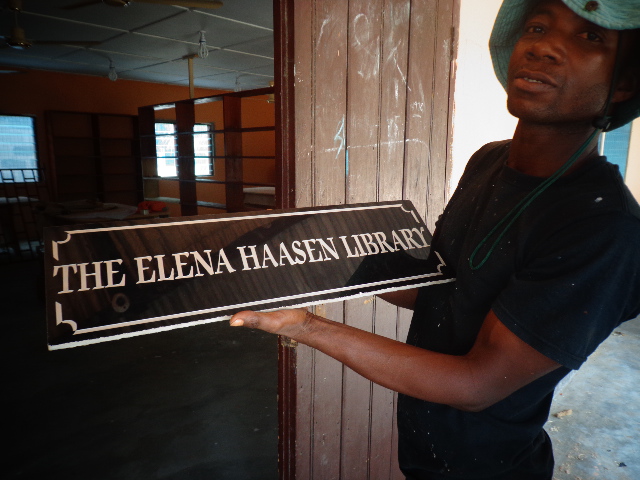 THE ELENA HAASEN LIBRARY